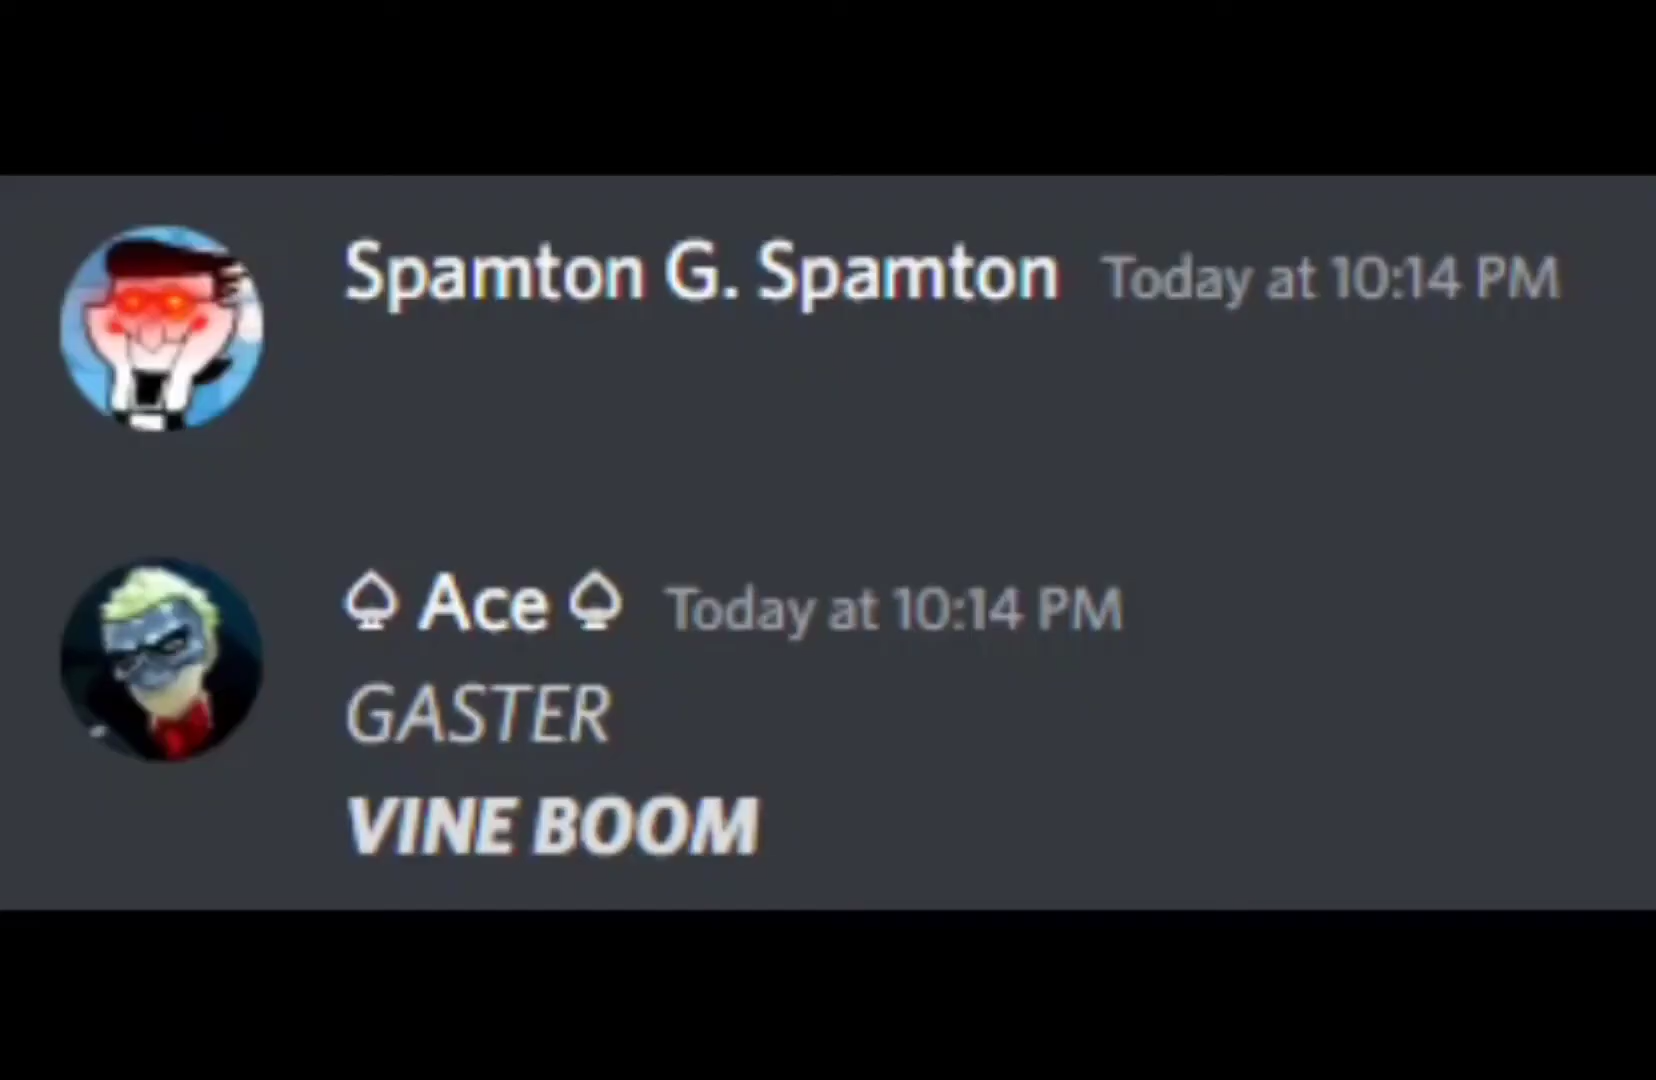 Spamton G. Spamton Today at 10:14 PM
♤ Ace ♤ Today at 10:14 PM
GASTER
VINE BOOM